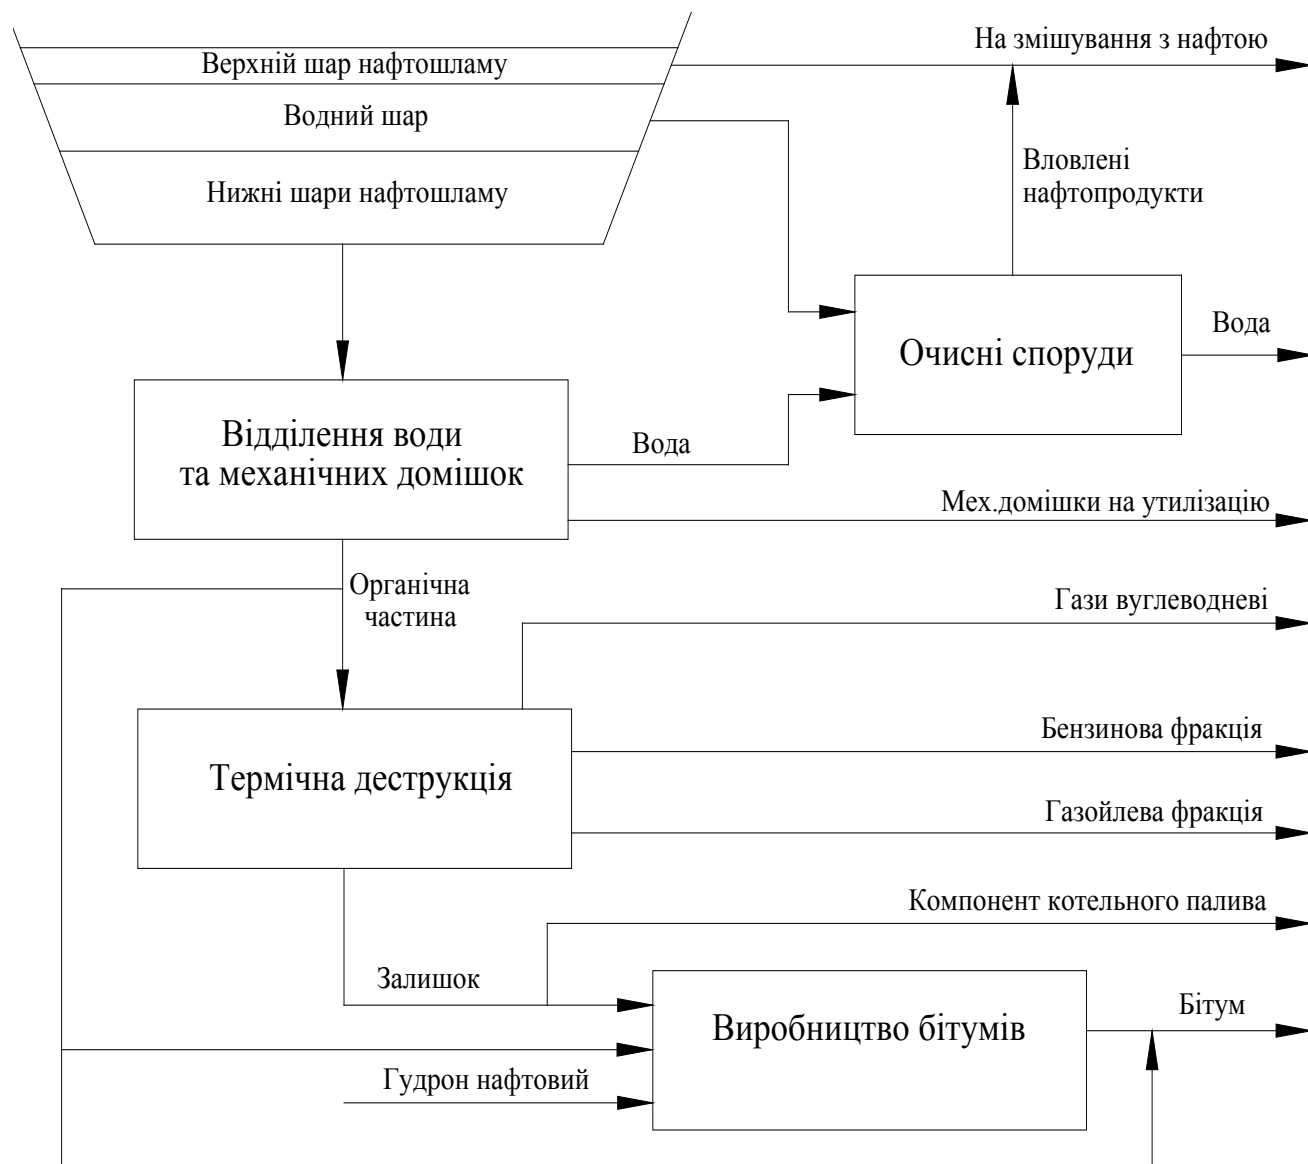 На змішування з нафтою
Верхній шар нафтошламу
Водний шар
Вловлені
нафтопродукти
Нижні шари нафтошламу
Вода
Очисні споруди
Відділення води
та механічних домішок
Вода
Мех.домішки на утилізацію
Органічна
частина
Гази вуглеводневі
Бензинова фракція
Термічна деструкція
Газойлева фракція
Компонент котельного палива
Залишок
Бітум
Виробництво бітумів
Гудрон нафтовий